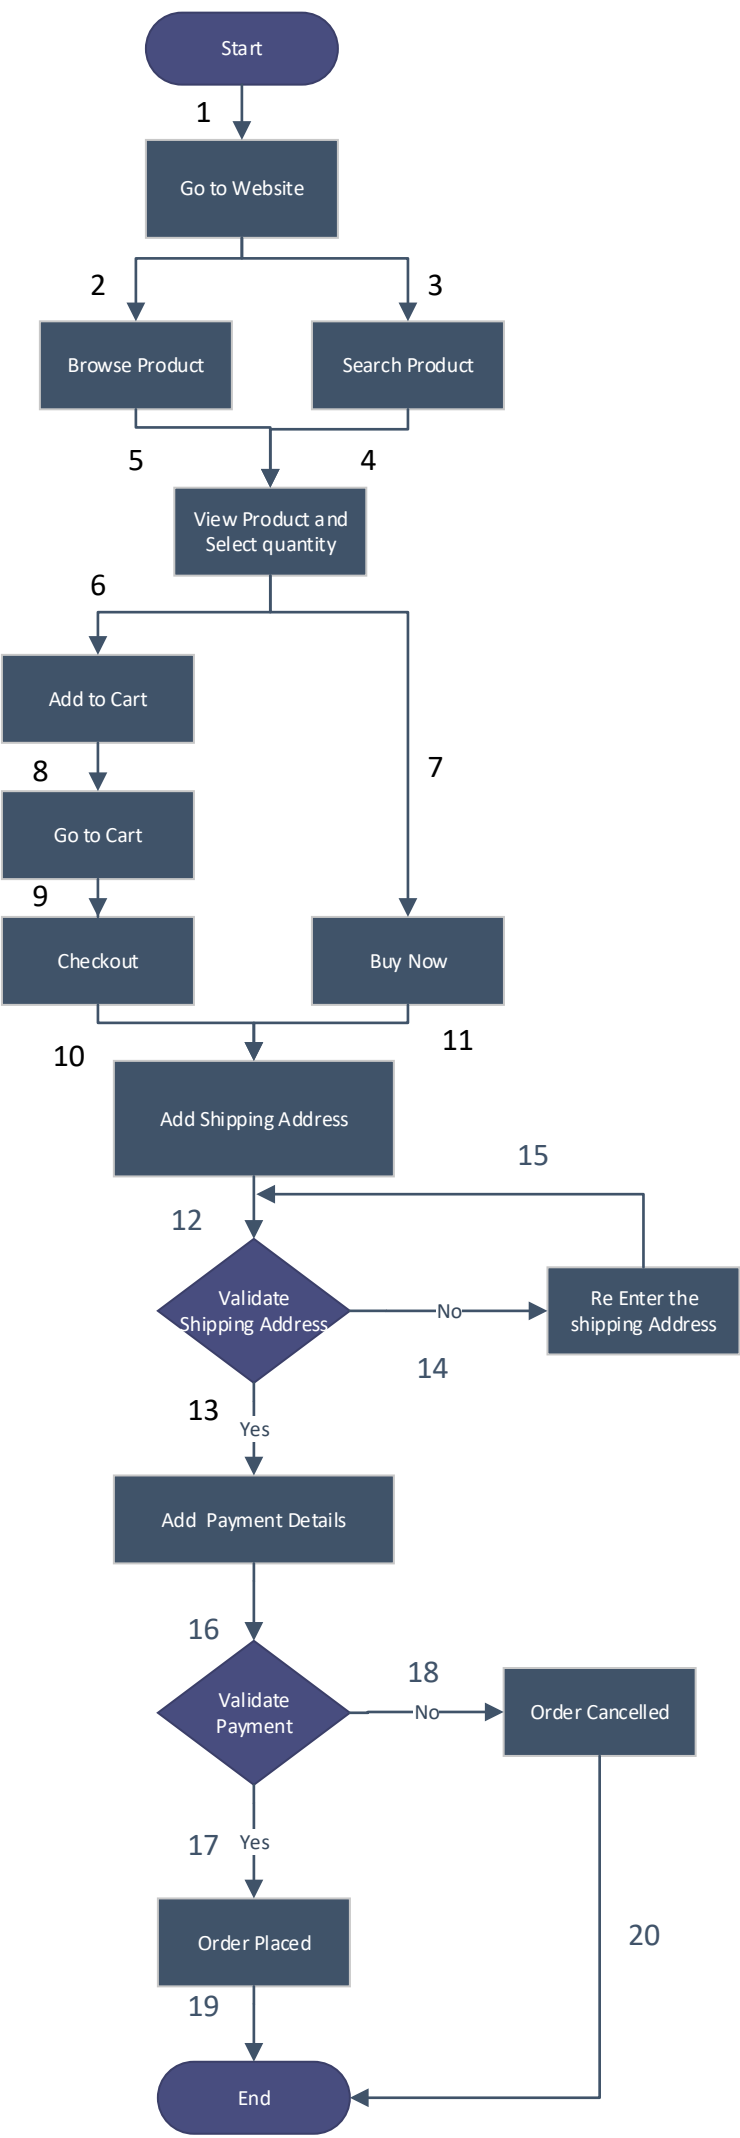 Start
1
Go to Website
2
3
Browse Product
Search Product
5
4
View Product and
Select quantity
6
Add to Cart
7
8
Go to Cart
9
Checkout
Buy Now
10
11
Add Shipping Address
15
12
Validate
Shipping Address
No
Re Enter the
shipping Address
14
13
Yes
Add Payment Details
16
18
Validate
Payment
No
Order Cancelled
17
Yes
20
Order Placed
19
End